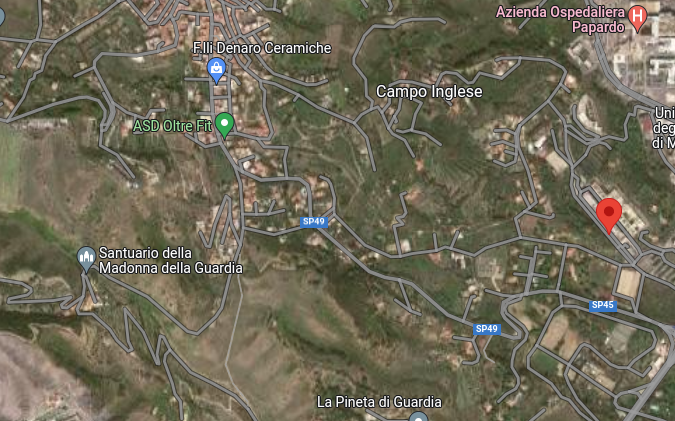 Azienda Ospedaliera
Papardo
F.lli Denaro Ceramiche
Campo Inglese
Uni
deg
di M
ASD Oltre Fit
SP49
Santuario della
Madonna della Guardia
SP45
SP49
La Pineta di Guardia